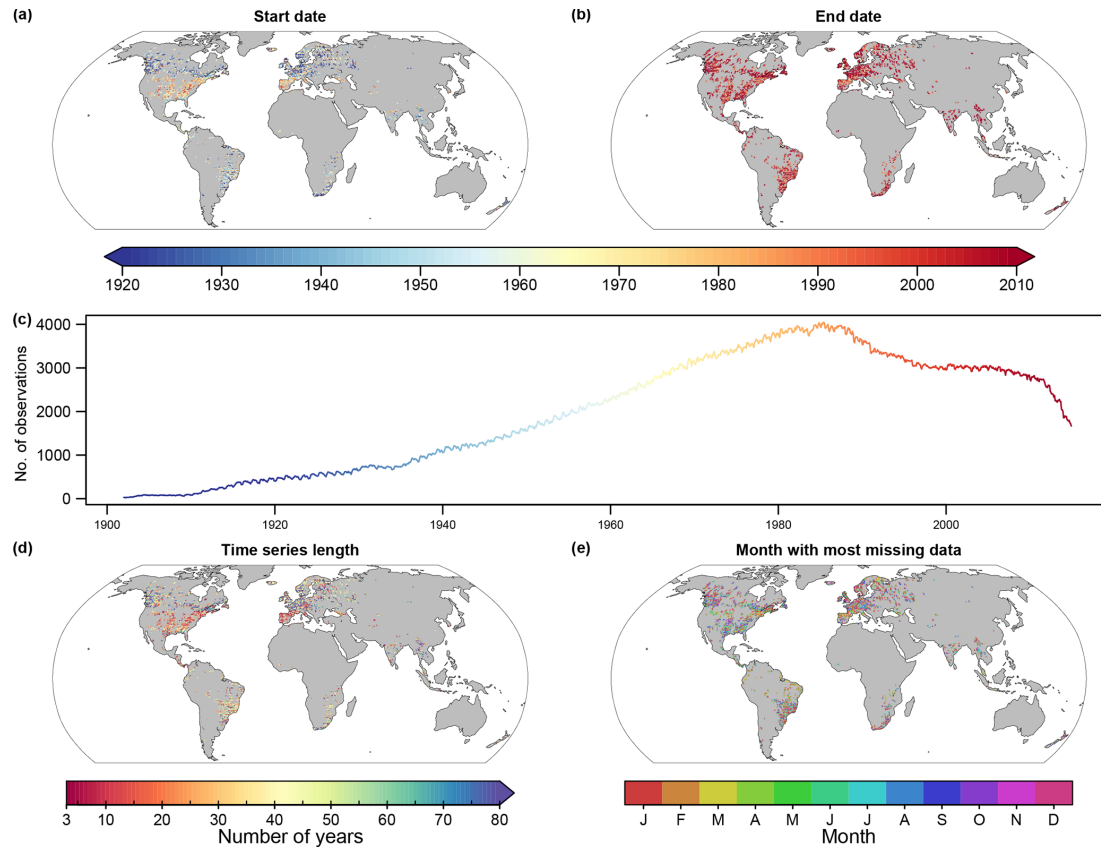 (a) Start date
(b) End date
1920 1930 1940 1950 1960 1970 1980 1990 2000 2010
(c)
No. of observations
4000
3000
2000
1000
0
1900 1920 1940 1960 1980 2000
(d) Time series length
(e) Month with most missing data
3 10 20 30 40 50 60 70 80
Number of years
J F M A M J J A S O N D
Month